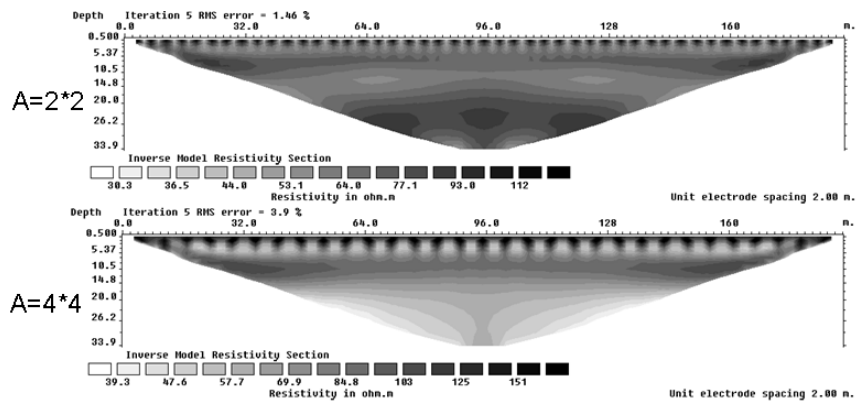 Depth Iteration 5 RMS error = 1.46 %
0.0 32.0 64.0 96.0 128 160 m.
0.500
5.37
10.5
14.8
20.0
26.2
33.9
A=2*2
Inverse Model Resistivity Section
30.3 36.5 44.0 53.1 64.0 77.1 93.0 112
Resistivity in ohm.m Unit electrode spacing 2.00 m.
Depth Iteration 5 RMS error = 3.9 %
0.0 32.0 64.0 96.0 128 160 m.
0.500
5.37
10.5
14.8
20.0
26.2
33.9
A=4*4
Inverse Model Resistivity Section
39.3 47.6 57.7 69.9 84.8 103 125 151
Resistivity in ohm.m Unit electrode spacing 2.00 m.